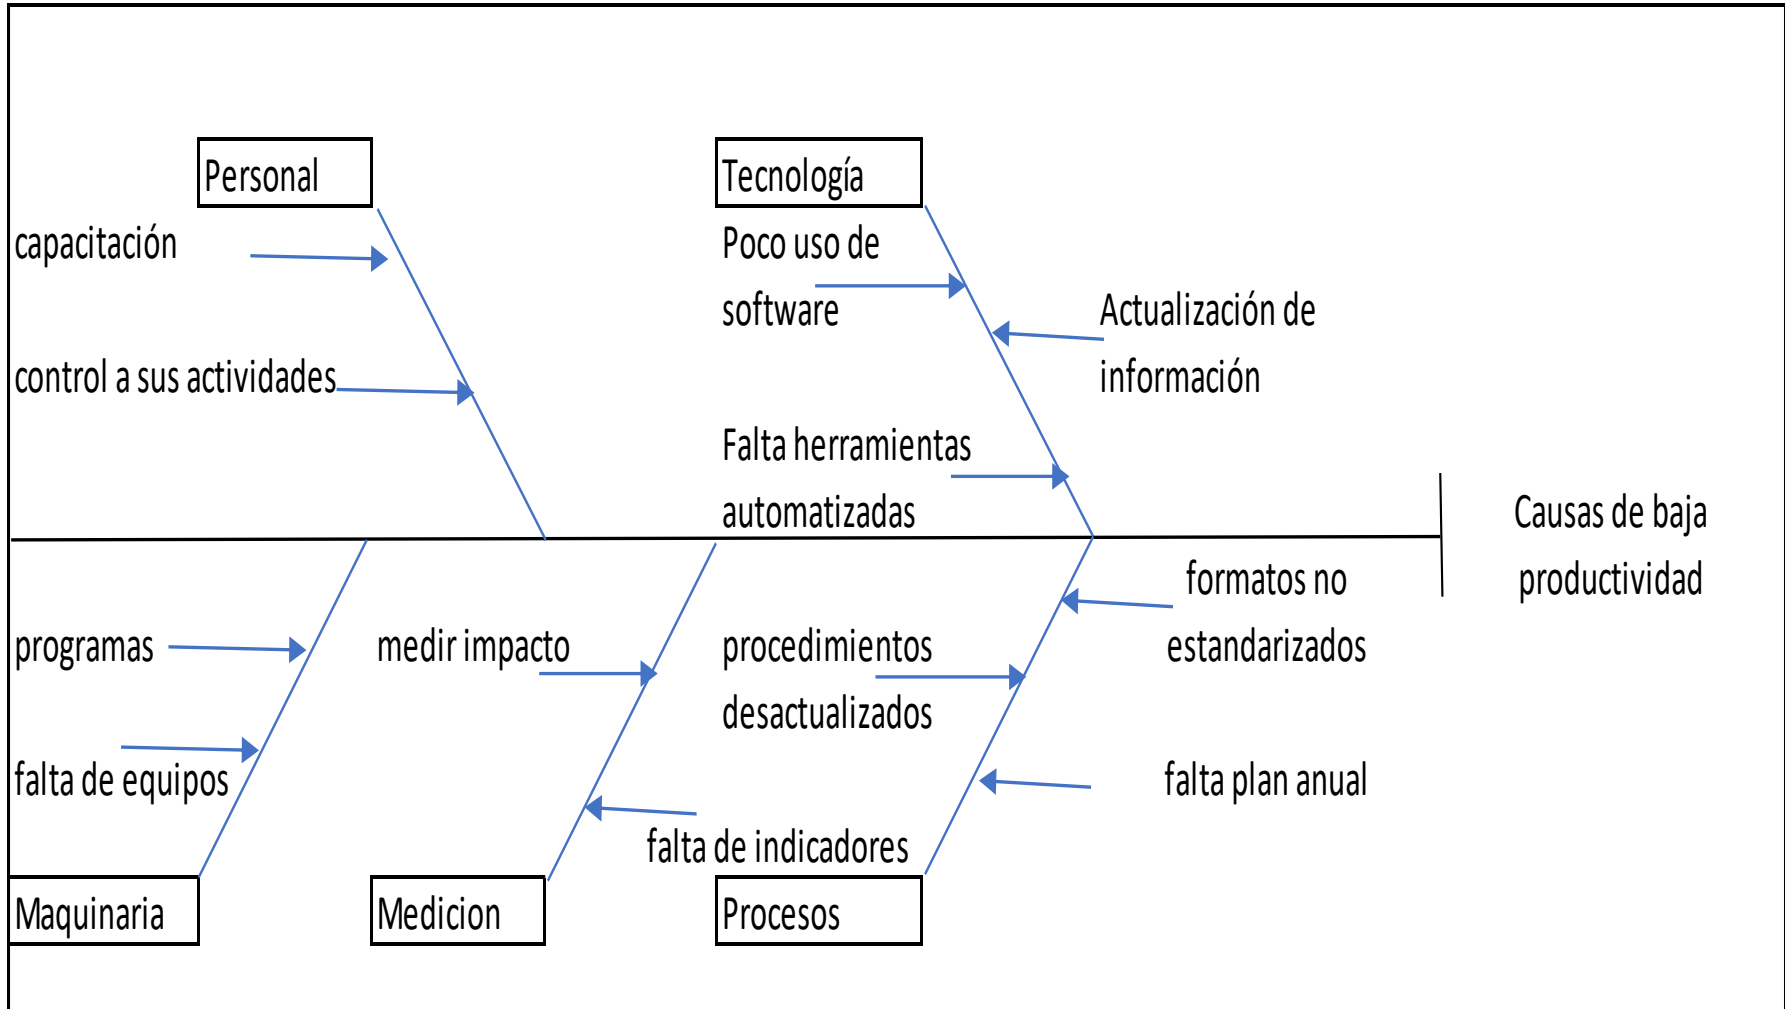 Personal
capacitación
control a sus actividades
Tecnología
Poco uso de
software
Actualización de
información
Falta herramientas
automatizadas
Causas de baja
productividad
programas
falta de equipos
Maquinaria
medir impacto
falta de indicadores
Medicion
procedimientos
desactualizados
formatos no
estandarizados
falta plan anual
Procesos